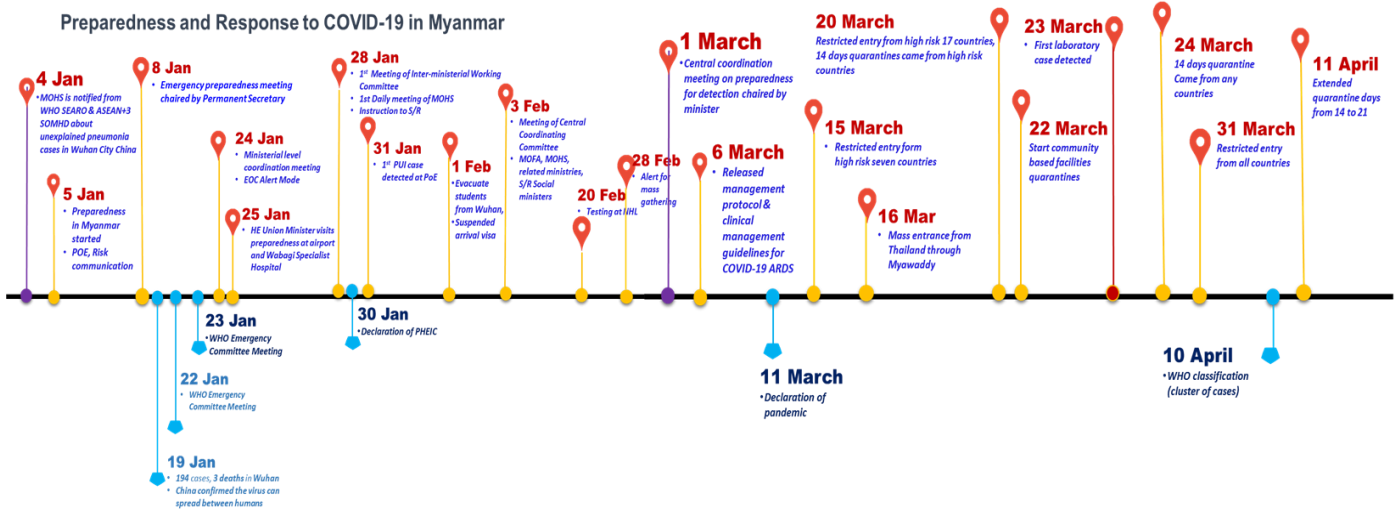 Preparedness and Response to COVID-19 in Myanmar
4 Jan
•MOHS is notified from
WHO SEARO & ASEAN+3
SOMHD about
unexplained pneumonia
cases in Wuhan City China
5 Jan
• Preparedness
in Myanmar
started
• POE, Risk
communication
8 Jan
• Emergency preparedness meeting
chaired by Permanent Secretary
24 Jan
• Ministerial level
coordination meeting
• EOC Alert Mode
25 Jan
• HE Union Minister visits
preparedness at airport
and Wabagi Specialist
Hospital
28 Jan
• 1st Meeting of Inter-ministerial Working
Committee
• 1st Daily meeting of MOHS
• Instruction to S/R
31 Jan
• 1st PUI case
detected at PoE
1 Feb
•Evacuate
students
from Wuhan,
•Suspended
arrival visa
3 Feb
• Meeting of Central
Coordinating
Committee
• MOFA, MOHS,
related ministries,
S/R Social
ministers
20 Feb
• Testing at NHL
28 Feb
• Alert for
mass
gathering
1 March
•Central coordination
meeting on preparedness
for detection chaired by
minister
6 March
• Released
management
protocol &
clinical
management
guidelines for
COVID-19 ARDS
20 March
Restricted entry from high risk 17 countries,
14 days quarantines came from high risk
countries
15 March
• Restricted entry form
high risk seven countries
16 Mar
• Mass entrance from
Thailand through
Myawaddy
23 March
• First laboratory
case detected
22 March
Start community
based facilities
quarantines
24 March
14 days quarantine
Came from any
countries
31 March
Restricted entry
from all countries
11 April
Extended
quarantine days
from 14 to 21
23 Jan
•WHO Emergency
Committee Meeting
22 Jan
• WHO Emergency
Committee Meeting
19 Jan
• 194 cases, 3 deaths in Wuhan
• China confirmed the virus can
spread between humans
30 Jan
•Declaration of PHEIC
11 March
•Declaration of
pandemic
10 April
•WHO classification
(cluster of cases)